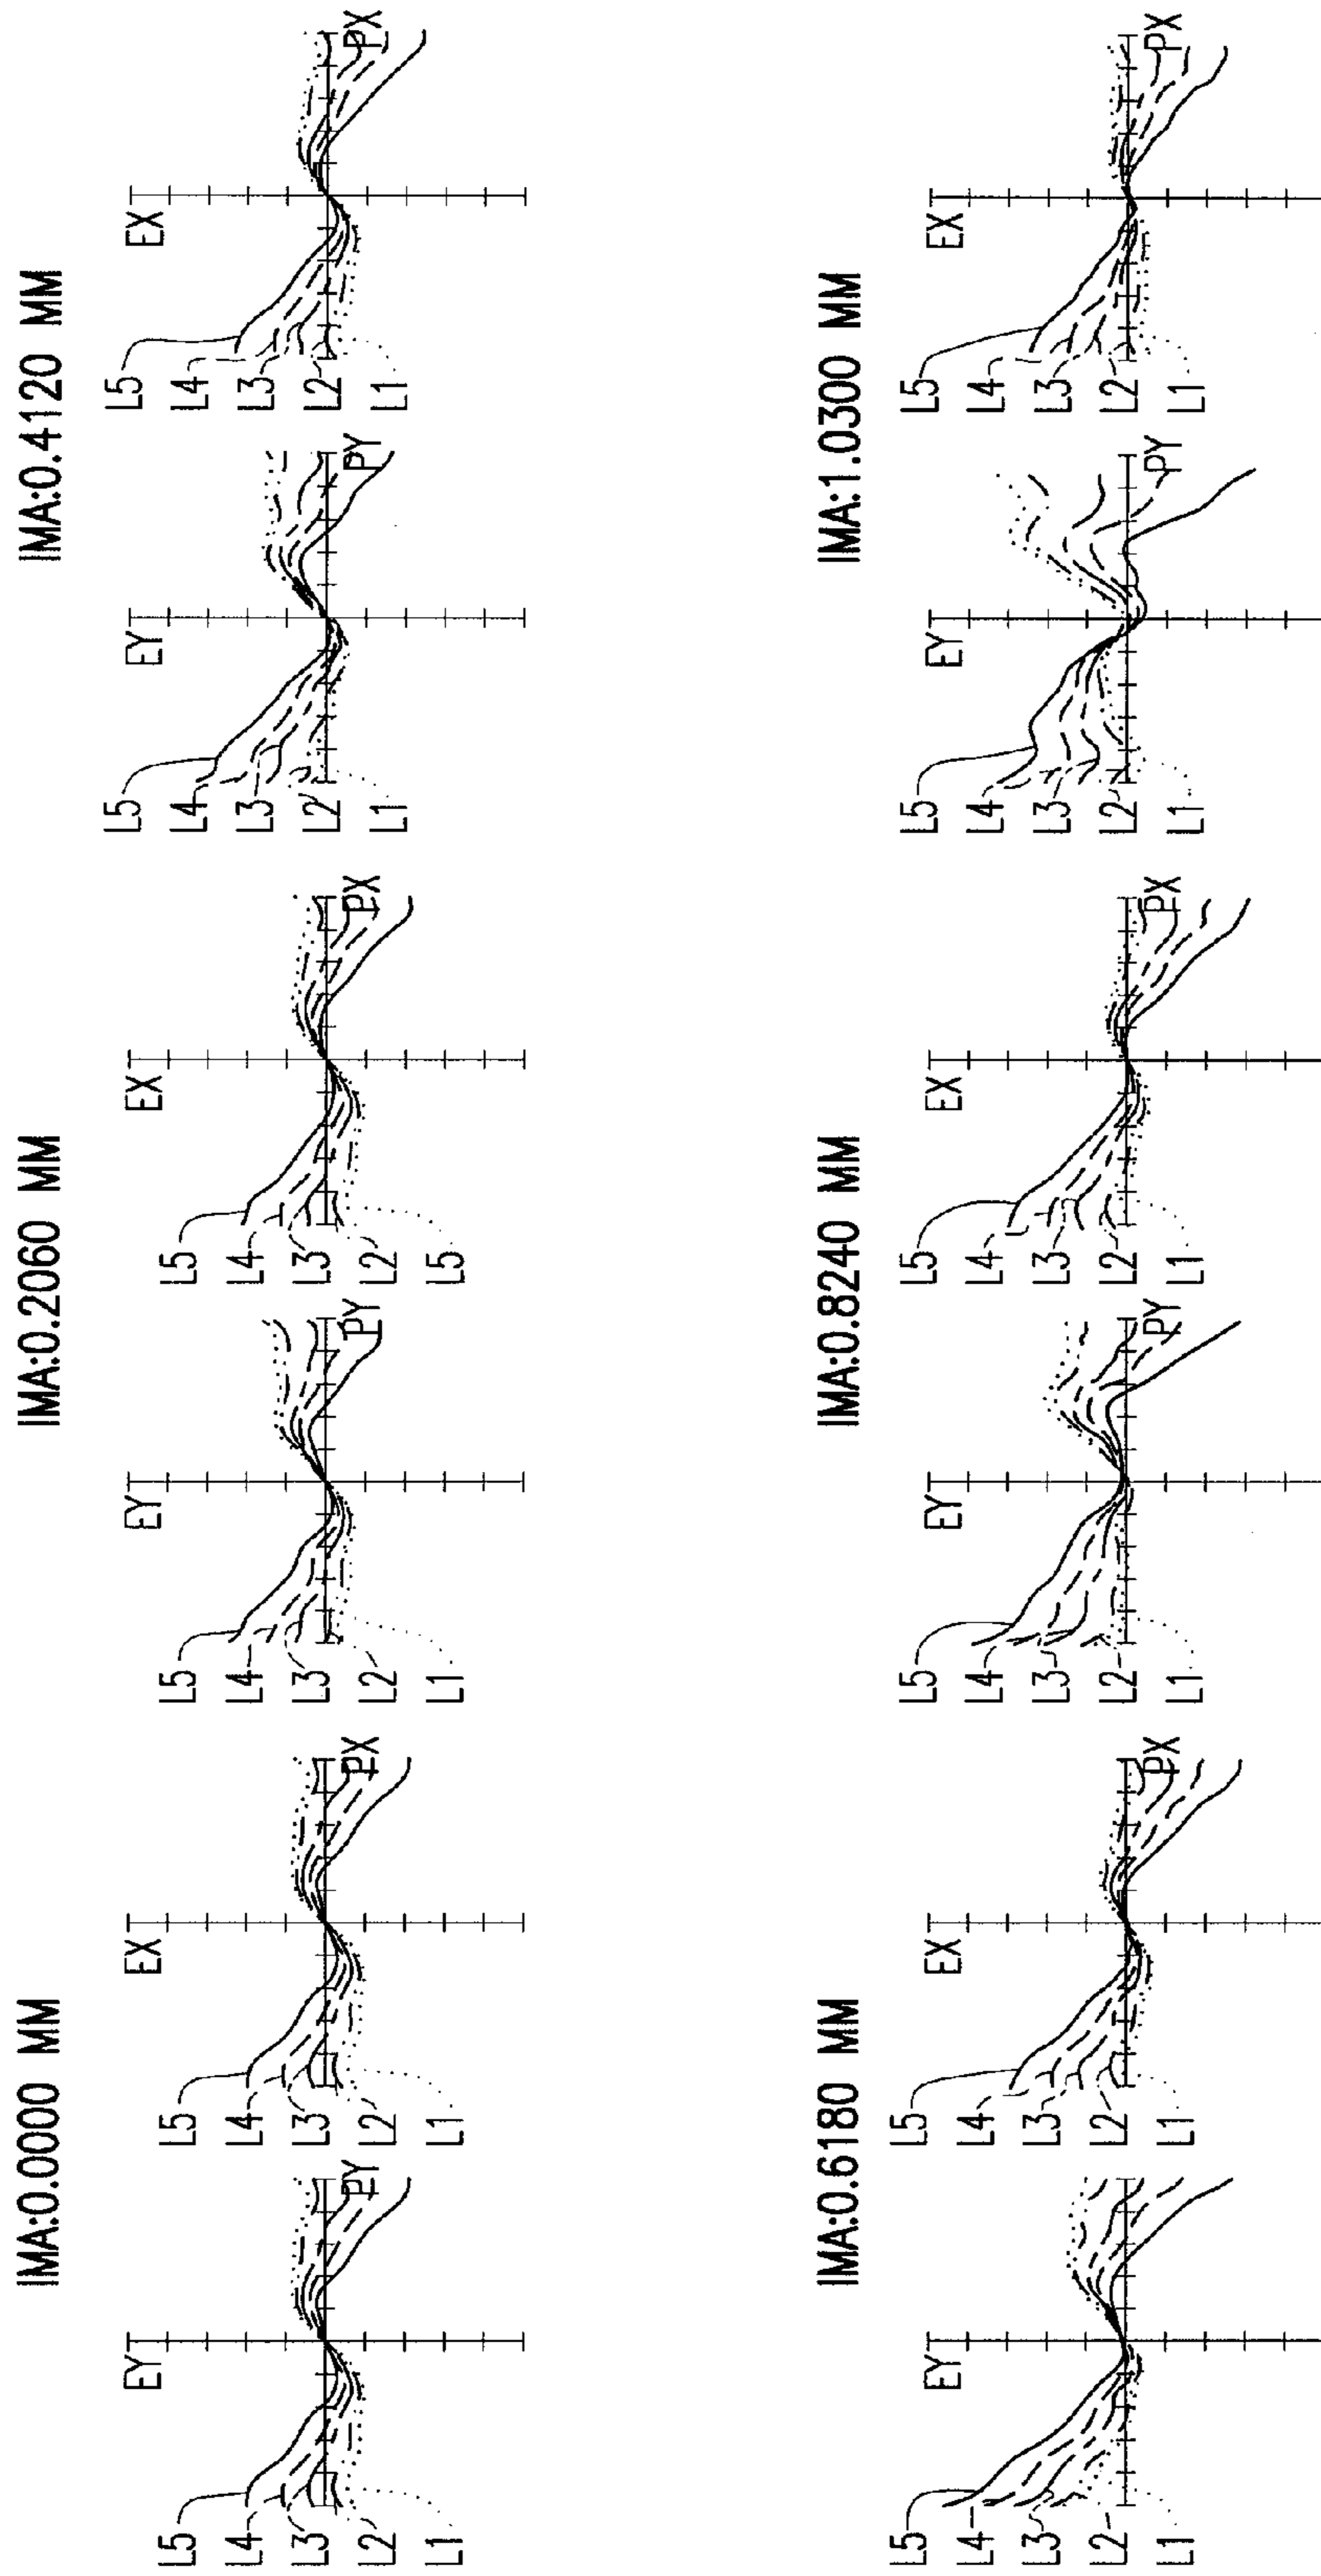 IMA:0.0000 MM
EY
L5
L4
L3
L2
L1
PY
EX
L5
L4
L3
L2
L1
PX
IMA:0.2060 MM
EY
L5
L4
L3
L2
L1
PY
EX
L5
L4
L3
L2
L5
PX
IMA:0.4120 MM
EY
L5
L4
L3
L2
L1
PY
EX
L5
L4
L3
L2
L1
PX
IMA:0.6180 MM
EY
L5
L4
L3
L2
L1
EX
L5
L4
L3
L2
L1
PX
IMA:0.8240 MM
EY
L5
L4
L3
L2
L1
PY
EX
L5
L4
L3
L2
L1
PX
IMA:1.0300 MM
EY
L5
L4
L3
L2
L1
PY
EX
L5
L4
L3
L2
L1
PX